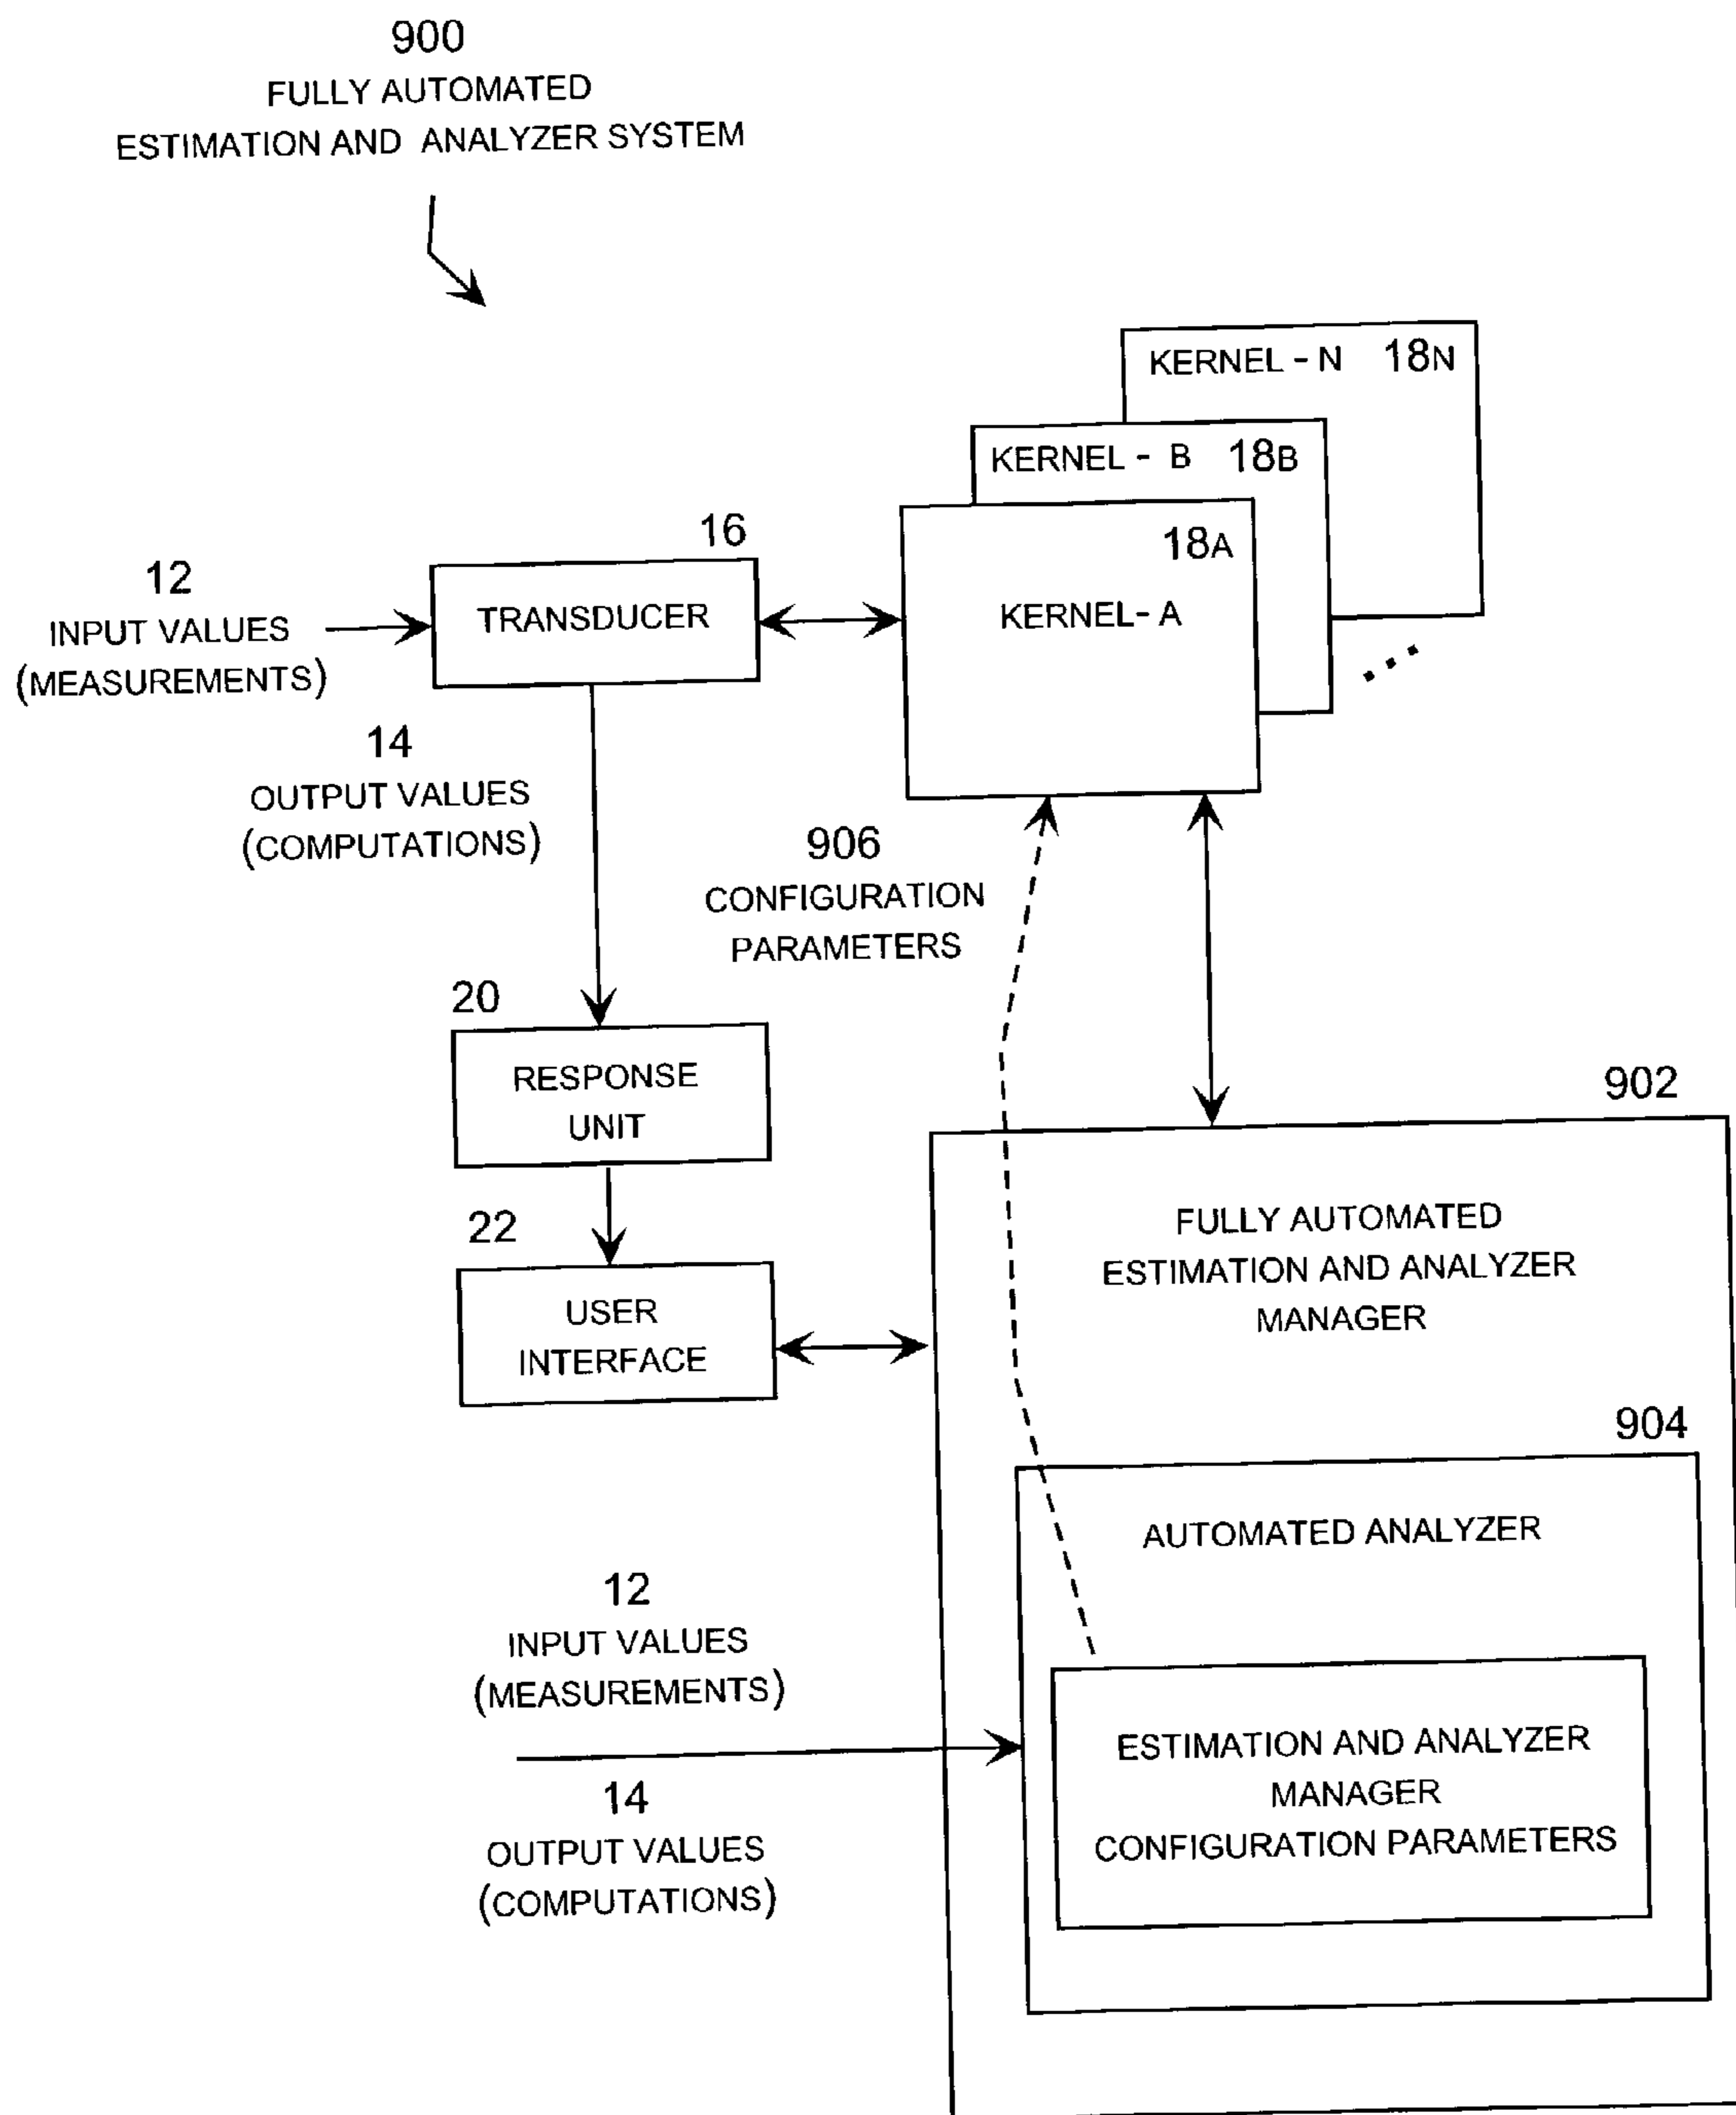 900
FULLY AUTOMATED
ESTIMATION AND ANALYZER SYSTEM
KERNEL - N 18N
KERNEL - B 18B
18A
KERNEL- A
16
TRANSDUCER
12
INPUT VALUES
(MEASUREMENTS)
14
OUTPUT VALUES
(COMPUTATIONS)
906
CONFIGURATION
PARAMETERS
20
RESPONSE
UNIT
22
USER
INTERFACE
902
FULLY AUTOMATED
ESTIMATION AND ANALYZER
MANAGER
904
AUTOMATED ANALYZER
12
INPUT VALUES
(MEASUREMENTS)
14
OUTPUT VALUES
(COMPUTATIONS)
ESTIMATION AND ANALYZER
MANAGER
CONFIGURATION PARAMETERS